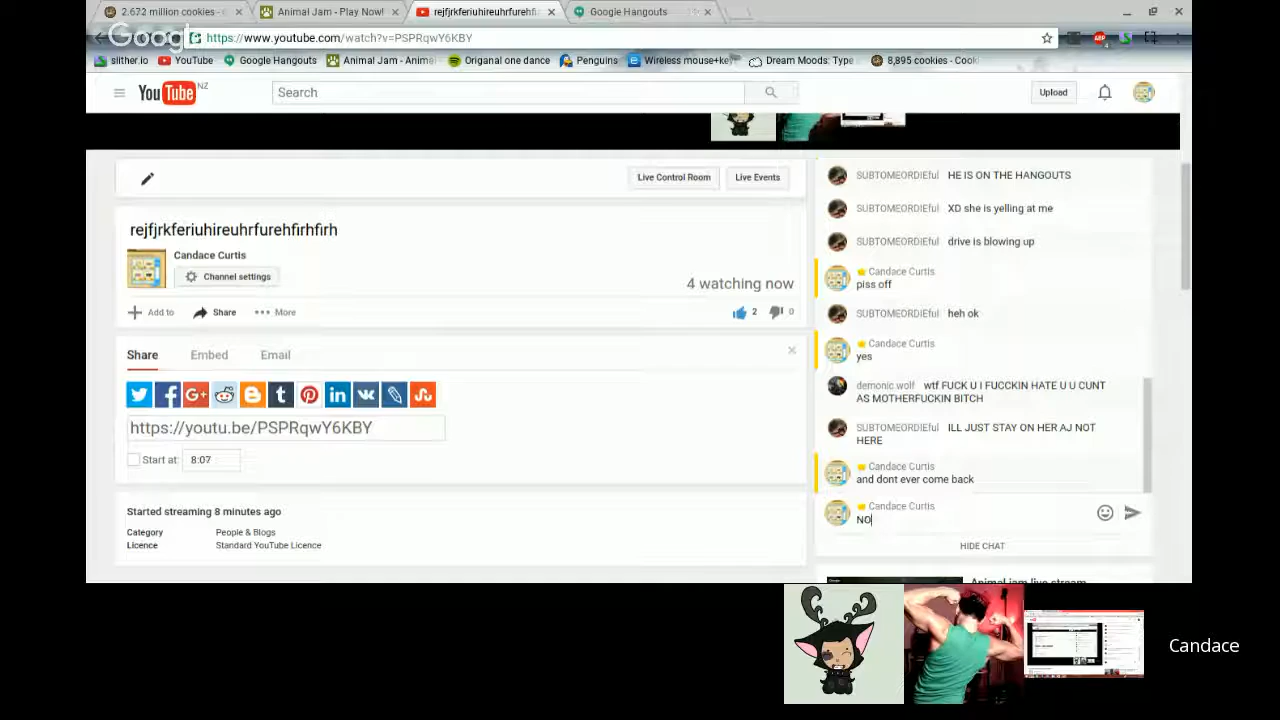 2.672 million cookies -
Animal Jam - Play Now!
rejfjrkferiuhireuhrfurehfi
Google Hangouts
Google
https://www.youtube.com/watch?v=PSPRqwY6KBY
slither.io
YouTube
Google Hangouts
Animal Jam - Animal
Origanal one dance
Penguins
Wireless mouse+key
Dream Moods: Type
8,895 cookies - Cook
YouTube NZ
Search
Upload
Live Control Room
Live Events
rejfjrkferiuhireuhrfurehfirhfirh
Candace Curtis
Channel settings
4 watching now
Add to
Share
More
2
0
Share
Embed
Email
https://youtu.be/PSPRqwY6KBY
Start at:
8:07
Started streaming 8 minutes ago
Category People & Blogs
Licence Standard YouTube Licence
SUBTOMEORDIEful HE IS ON THE HANGOUTS
SUBTOMEORDIEful XD she is yelling at me
SUBTOMEORDIEful drive is blowing up
Candace Curtis
piss off
SUBTOMEORDIEful heh ok
Candace Curtis
yes
demonic wolf wtf FUCK U I FUCCKIN HATE U U CUNT
AS MOTHERFUCKIN BITCH
SUBTOMEORDIEful ILL JUST STAY ON HER AJ NOT
HERE
Candace Curtis
and dont ever come back
Candace Curtis
NO
HIDE CHAT
Animal jam live stream
Candace